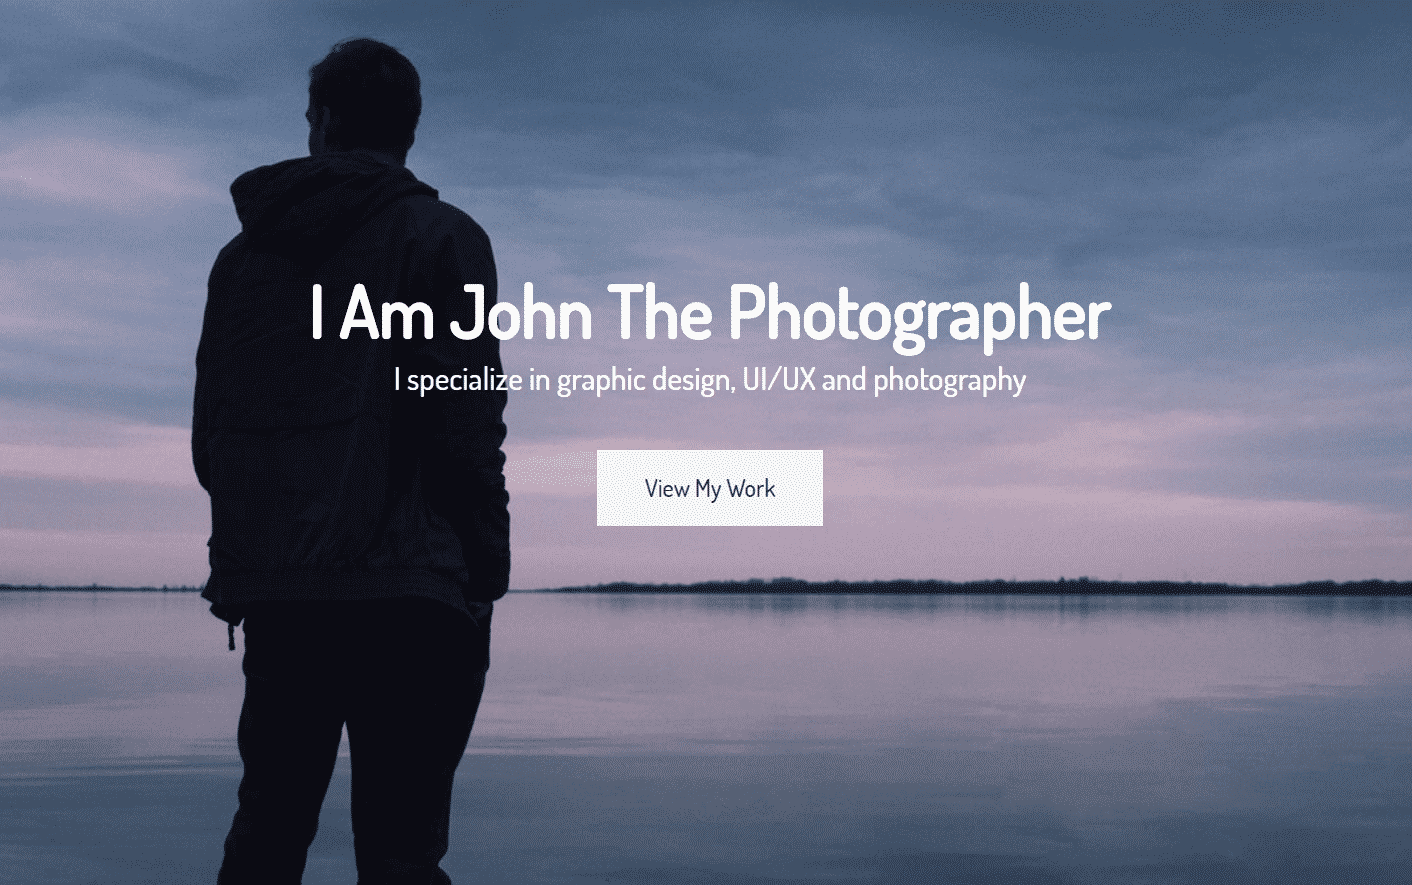 I Am John The Photographer
I specialize in graphic design, UI/UX and photography
View My Work